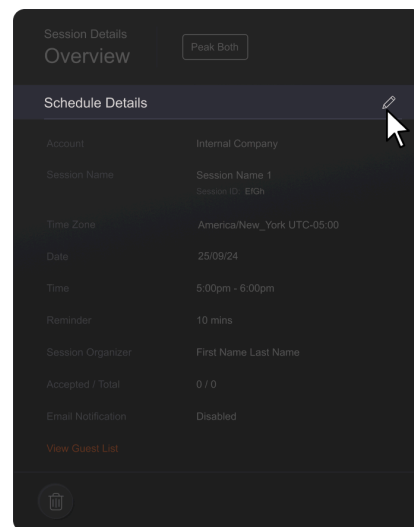 Session Details
Overview
Peak Both
Schedule Details
Account Internal Company
Session Name Session Name 1
Session ID: EfGh
Time Zone America/New_York UTC-05:00
Date 25/09/24
Time 5:00pm - 6:00pm
Reminder 10 mins
Session Organizer First Name Last Name
Accepted / Total 0 / 0
Email Notification Disabled
View Guest List